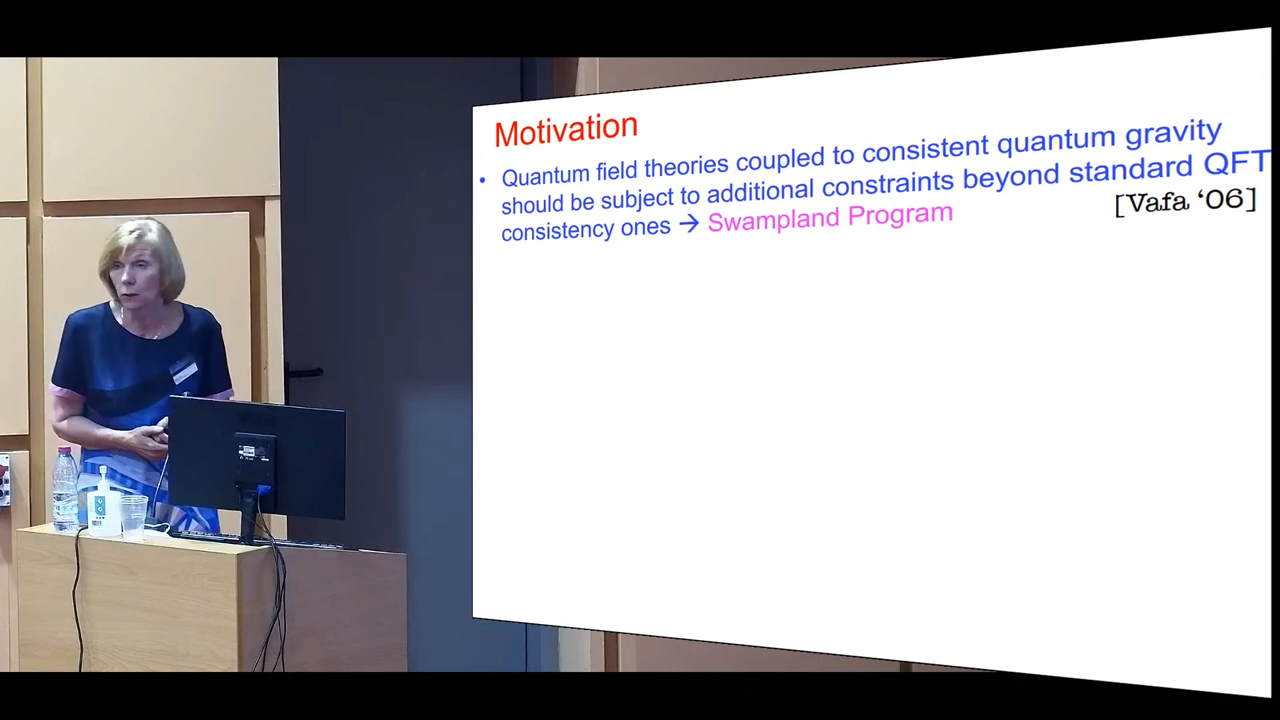 Motivation
• Quantum field theories coupled to consistent quantum gravity
should be subject to additional constraints beyond standard QFT
consistency ones → Swampland Program
[Vafa ‘06]